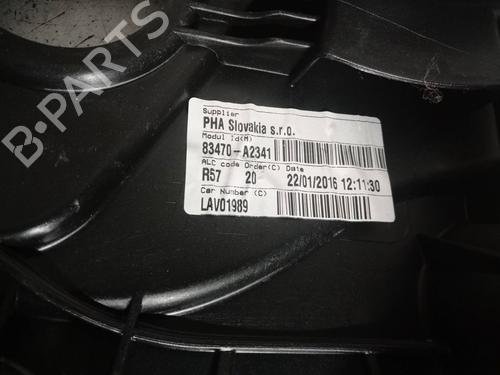 B-PARTS
Supplier
PHA Slovakia s.r.o.
Modul id(M)
83470-A2341
ALC code Order(C) Date
R57 20 22/01/2016 12:11:30
Car Number (C)
LAV01989